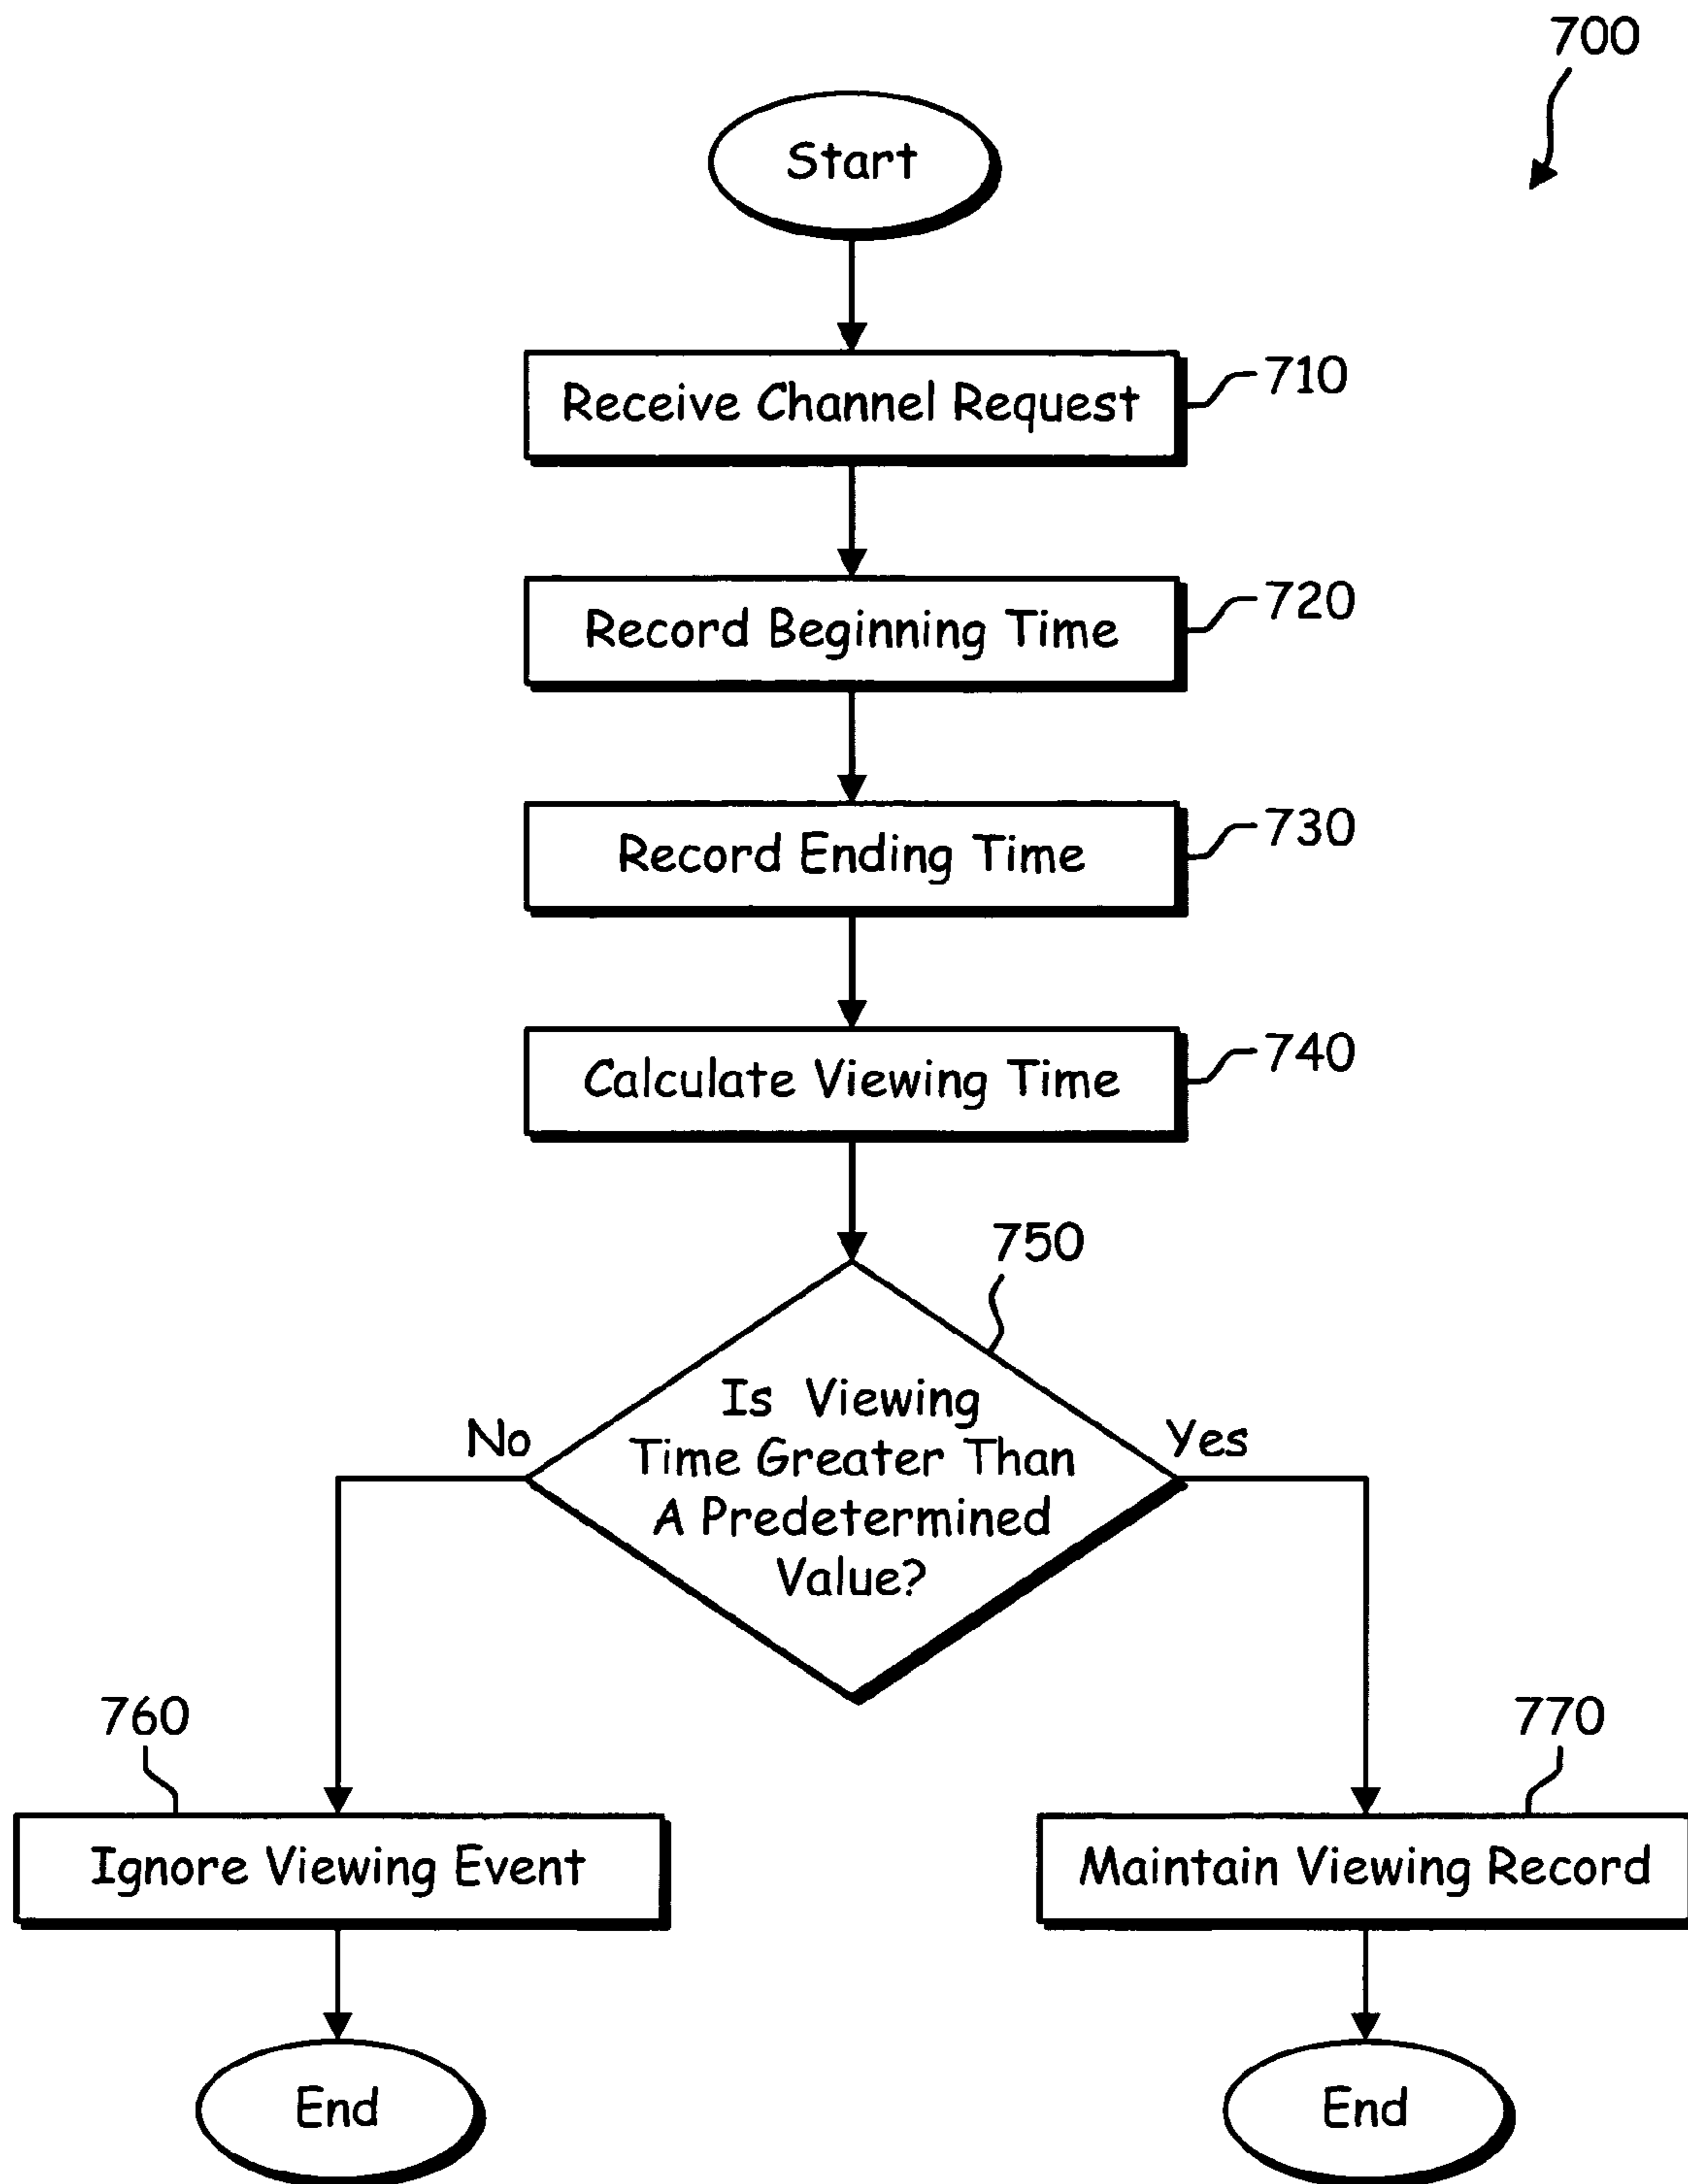 700
Start
Receive Channel Request
710
Record Beginning Time
720
Record Ending Time
730
Calculate Viewing Time
740
750
Is Viewing
Time Greater Than
A Predetermined
Value?
No
Yes
760
770
Ignore Viewing Event
Maintain Viewing Record
End
End